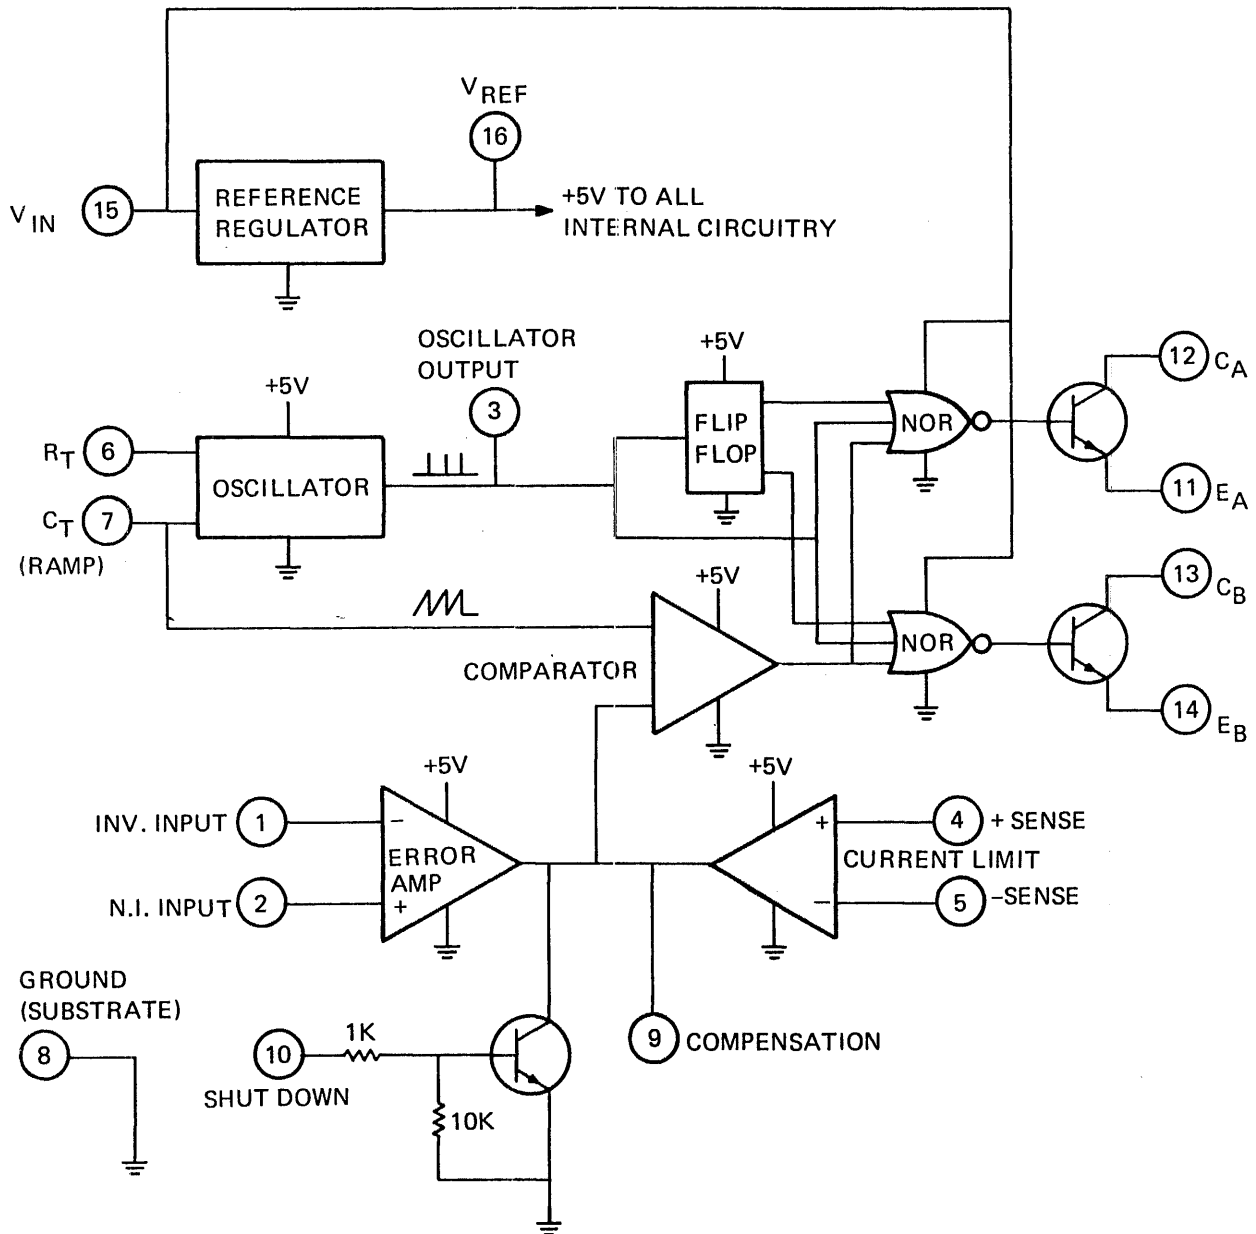 V REF
16
V IN
15
REFERENCE
REGULATOR
+5V TO ALL
INTERNAL CIRCUITRY
OSCILLATOR
OUTPUT
3
+5V
+5V
12
C A
R T
6
C T
7
(RAMP)
OSCILLATOR
FLIP
FLOP
NOR
11
E A
13
C B
+5V
COMPARATOR
NOR
14
E B
+5V
+5V
INV. INPUT
1
−
ERROR
AMP
N.I. INPUT
2
+
+
4
+ SENSE
CURRENT LIMIT
−
5
−SENSE
GROUND
(SUBSTRATE)
8
1K
10
SHUT DOWN
10K
9
COMPENSATION